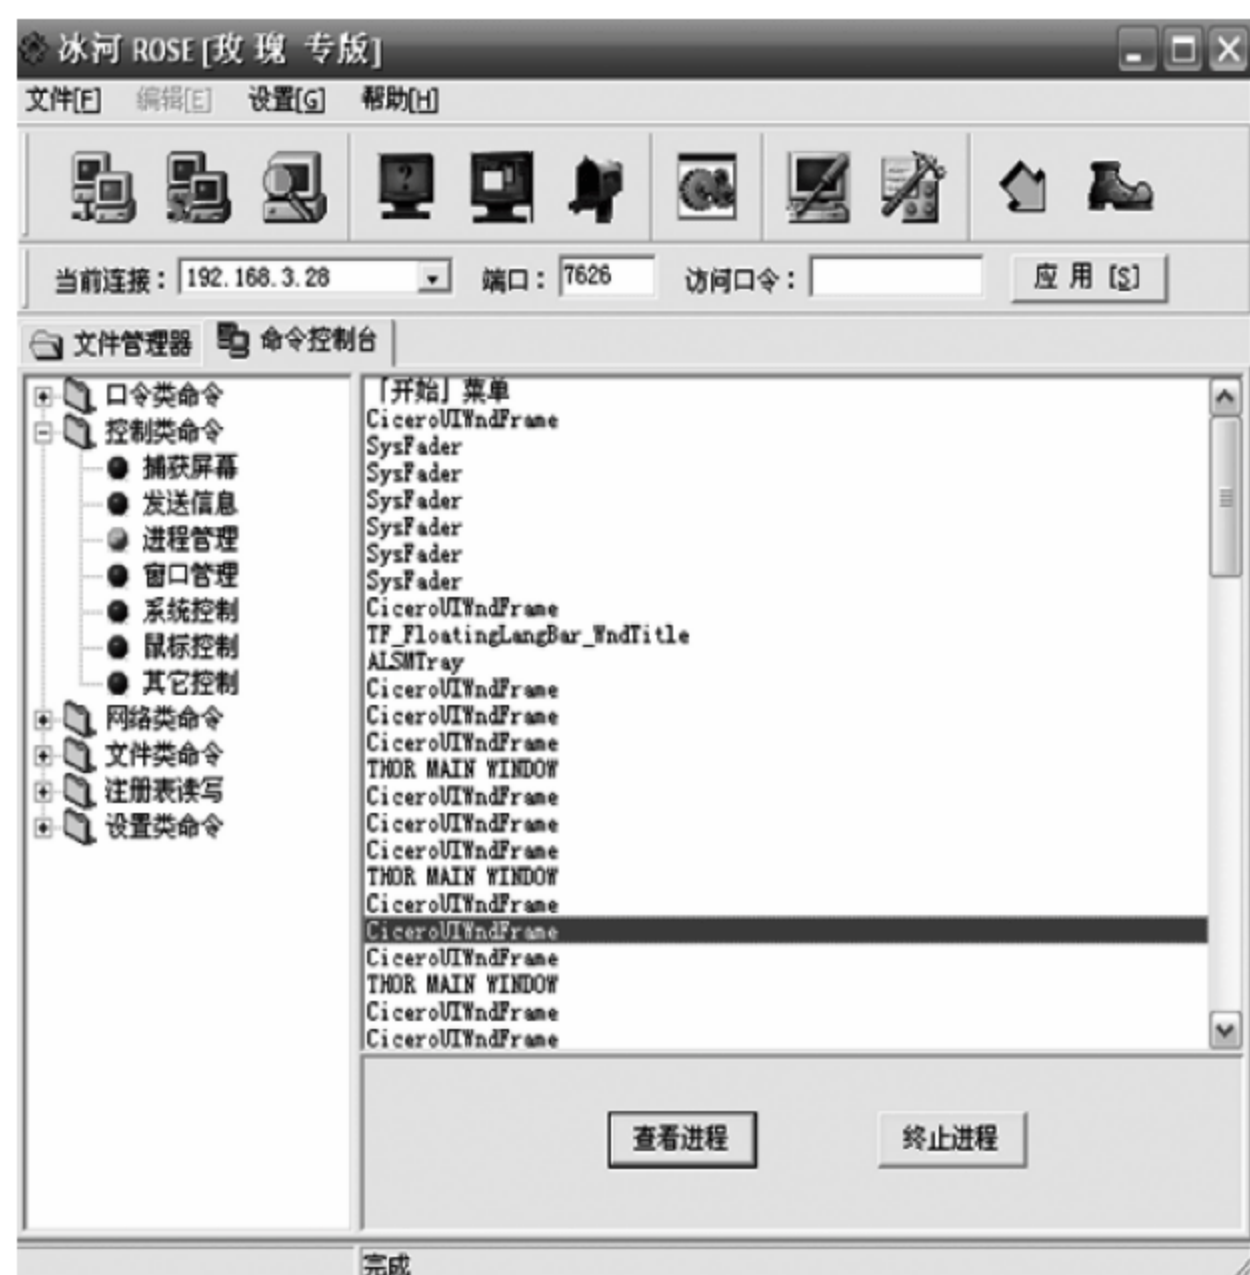 冰河 ROSE [玫 瑰 专版]
文件[F] 编辑[E] 设置[G] 帮助[H]
当前连接： 192.168.3.28 端口： 7626 访问口令： 应 用 [S]
文件管理器 命令控制台
口令类命令
控制类命令
捕获屏幕
发送信息
进程管理
窗口管理
系统控制
鼠标控制
其它控制
网络类命令
文件类命令
注册表读写
设置类命令
「开始」菜单
CiceroUIWndFrame
SysFader
SysFader
SysFader
SysFader
SysFader
SysFader
CiceroUIWndFrame
TF_FloatingLangBar_WndTitle
ALSMTray
CiceroUIWndFrame
CiceroUIWndFrame
CiceroUIWndFrame
THOR MAIN WINDOW
CiceroUIWndFrame
CiceroUIWndFrame
CiceroUIWndFrame
THOR MAIN WINDOW
CiceroUIWndFrame
CiceroUIWndFrame
CiceroUIWndFrame
THOR MAIN WINDOW
CiceroUIWndFrame
CiceroUIWndFrame
查看进程 终止进程
完成